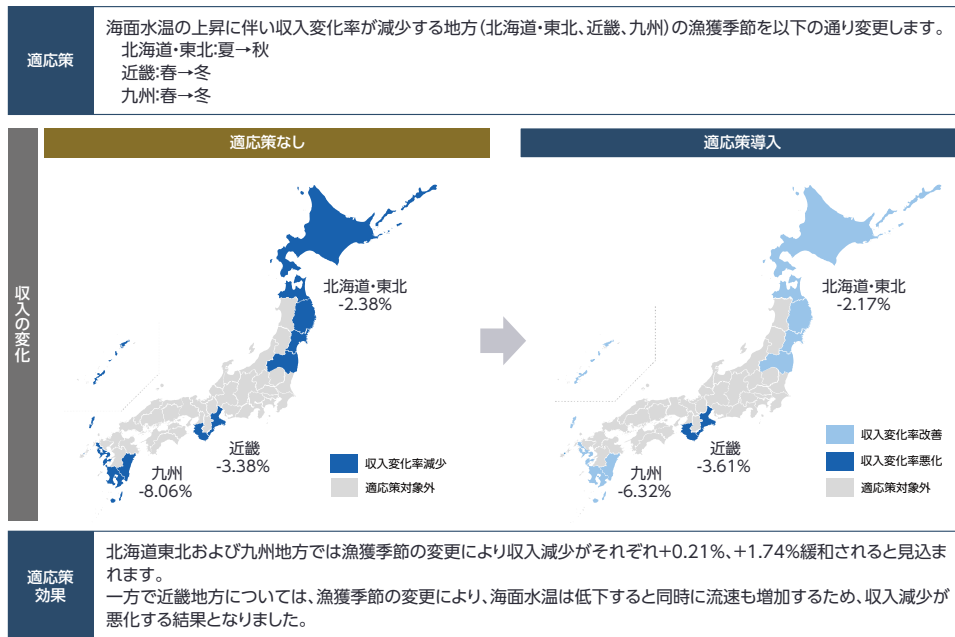 適応策
海面水温の上昇に伴い収入変化率が減少する地方(北海道・東北、近畿、九州)の漁獲季節を以下の通り変更します。
北海道・東北:夏→秋
近畿:春→冬
九州:春→冬
収入の変化
適応策なし
北海道・東北
-2.38%
近畿
-3.38%
九州
-8.06%
収入変化率減少
適応策対象外
適応策導入
北海道・東北
-2.17%
近畿
-3.61%
九州
-6.32%
収入変化率改善
収入変化率悪化
適応策対象外
適応策
効果
北海道東北および九州地方では漁獲季節の変更により収入減少がそれぞれ+0.21%、+1.74%緩和されると見込ま
れます。
一方で近畿地方については、漁獲季節の変更により、海面水温は低下すると同時に流速も増加するため、収入減少が
悪化する結果となりました。